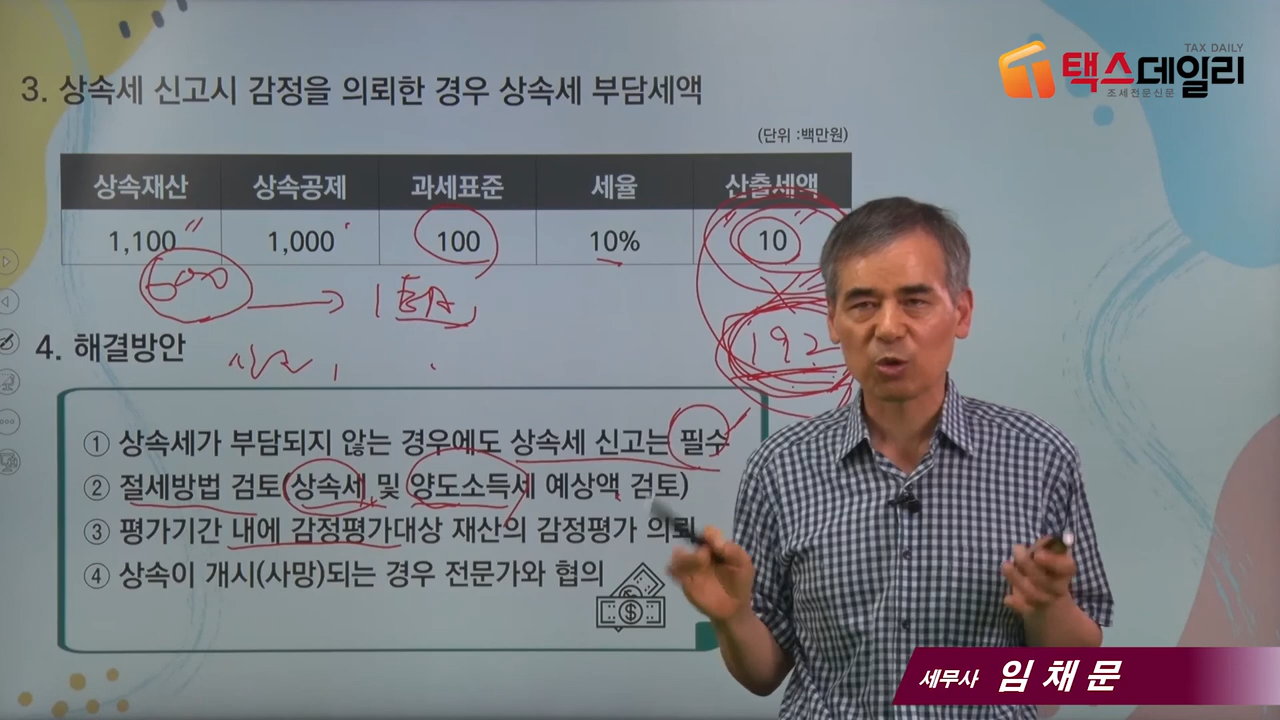 TAX DAILY
택스데일리
조세전문신문
3. 상속세 신고시 감정을 의뢰한 경우 상속세 부담세액
(단위 :백만원)
상속재산 상속공제 과세표준 세율 산출세액
1,100 1,000 100 10% 10
192
4. 해결방안
① 상속세가 부담되지 않는 경우에도 상속세 신고는 필수
② 절세방법 검토(상속세 및 양도소득세 예상액 검토)
③ 평가기간 내에 감정평가대상 재산의 감정평가 의뢰
④ 상속이 개시(사망)되는 경우 전문가와 협의
세무사 임채문